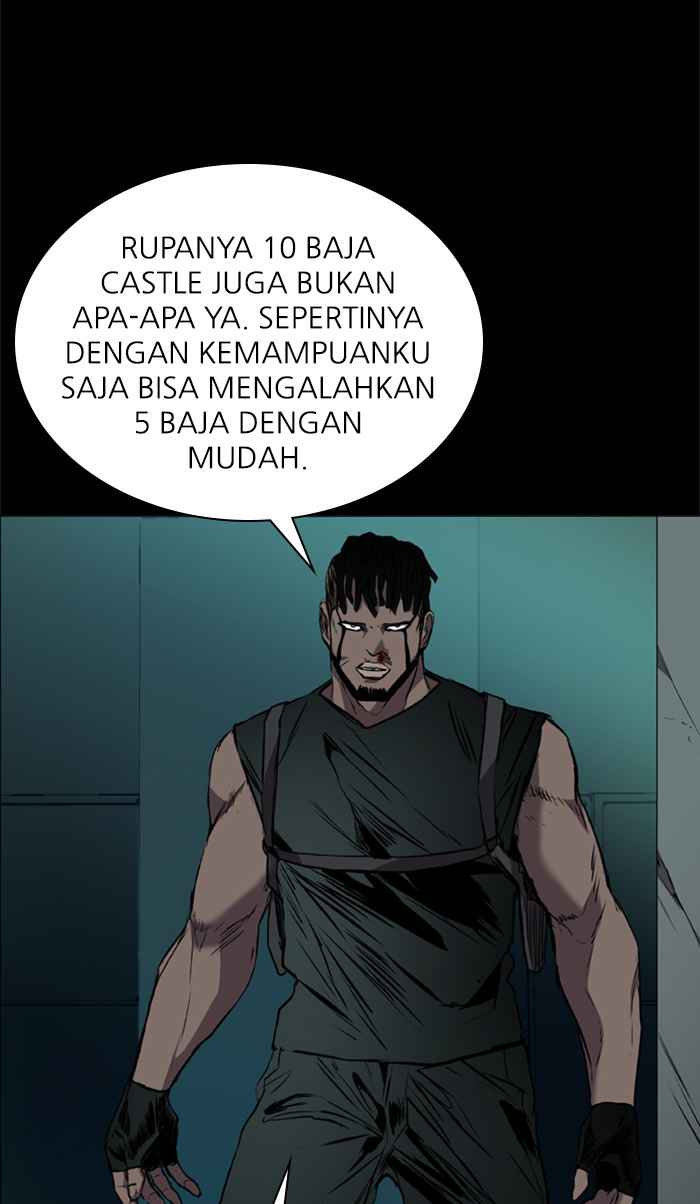 RUPANYA 10 BAJA
CASTLE JUGA BUKAN
APA-APA YA. SEPERTINYA
DENGAN KEMAMPUANKU
SAJA BISA MENGALAHKAN
5 BAJA DENGAN
MUDAH.